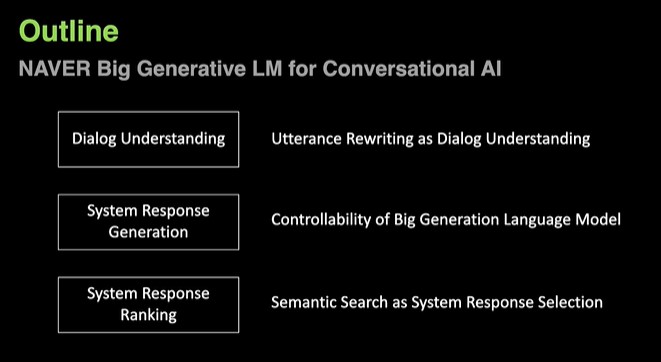 Outline
NAVER Big Generative LM for Conversational AI
Dialog Understanding
Utterance Rewriting as Dialog Understanding
System Response
Generation
Controllability of Big Generation Language Model
System Response
Ranking
Semantic Search as System Response Selection